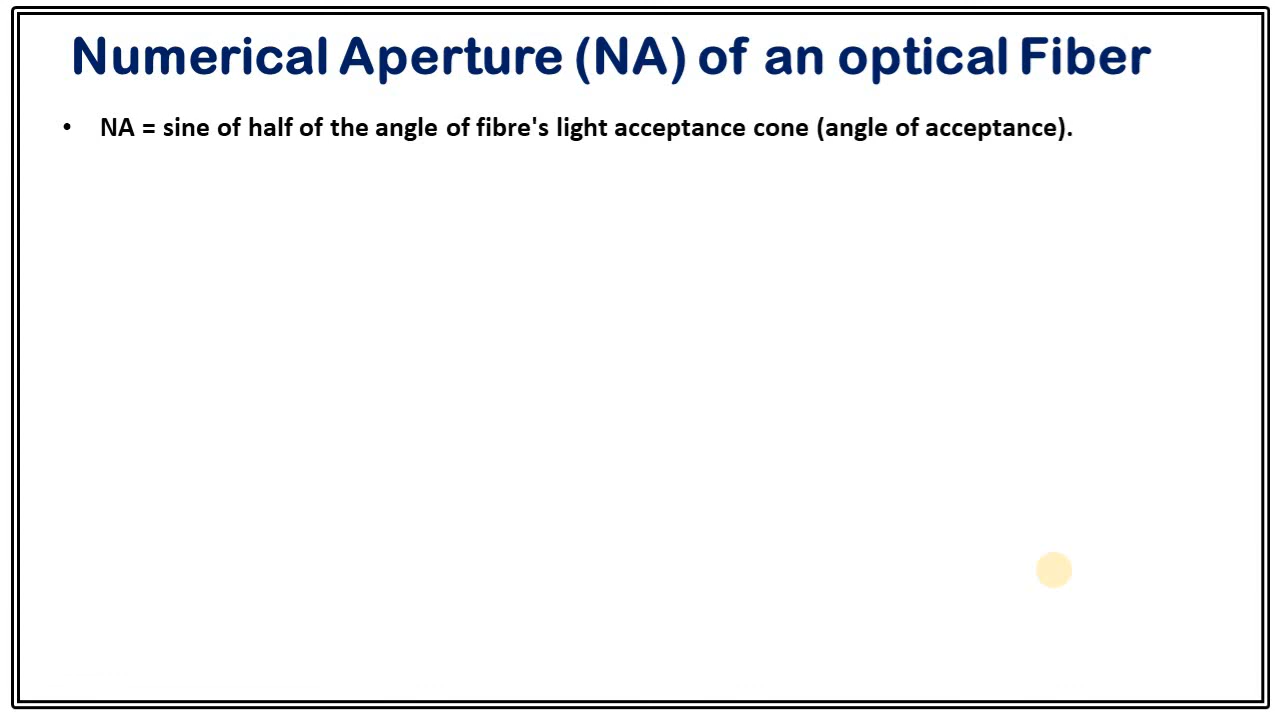 Numerical Aperture (NA) of an optical Fiber
• NA = sine of half of the angle of fibre's light acceptance cone (angle of acceptance).